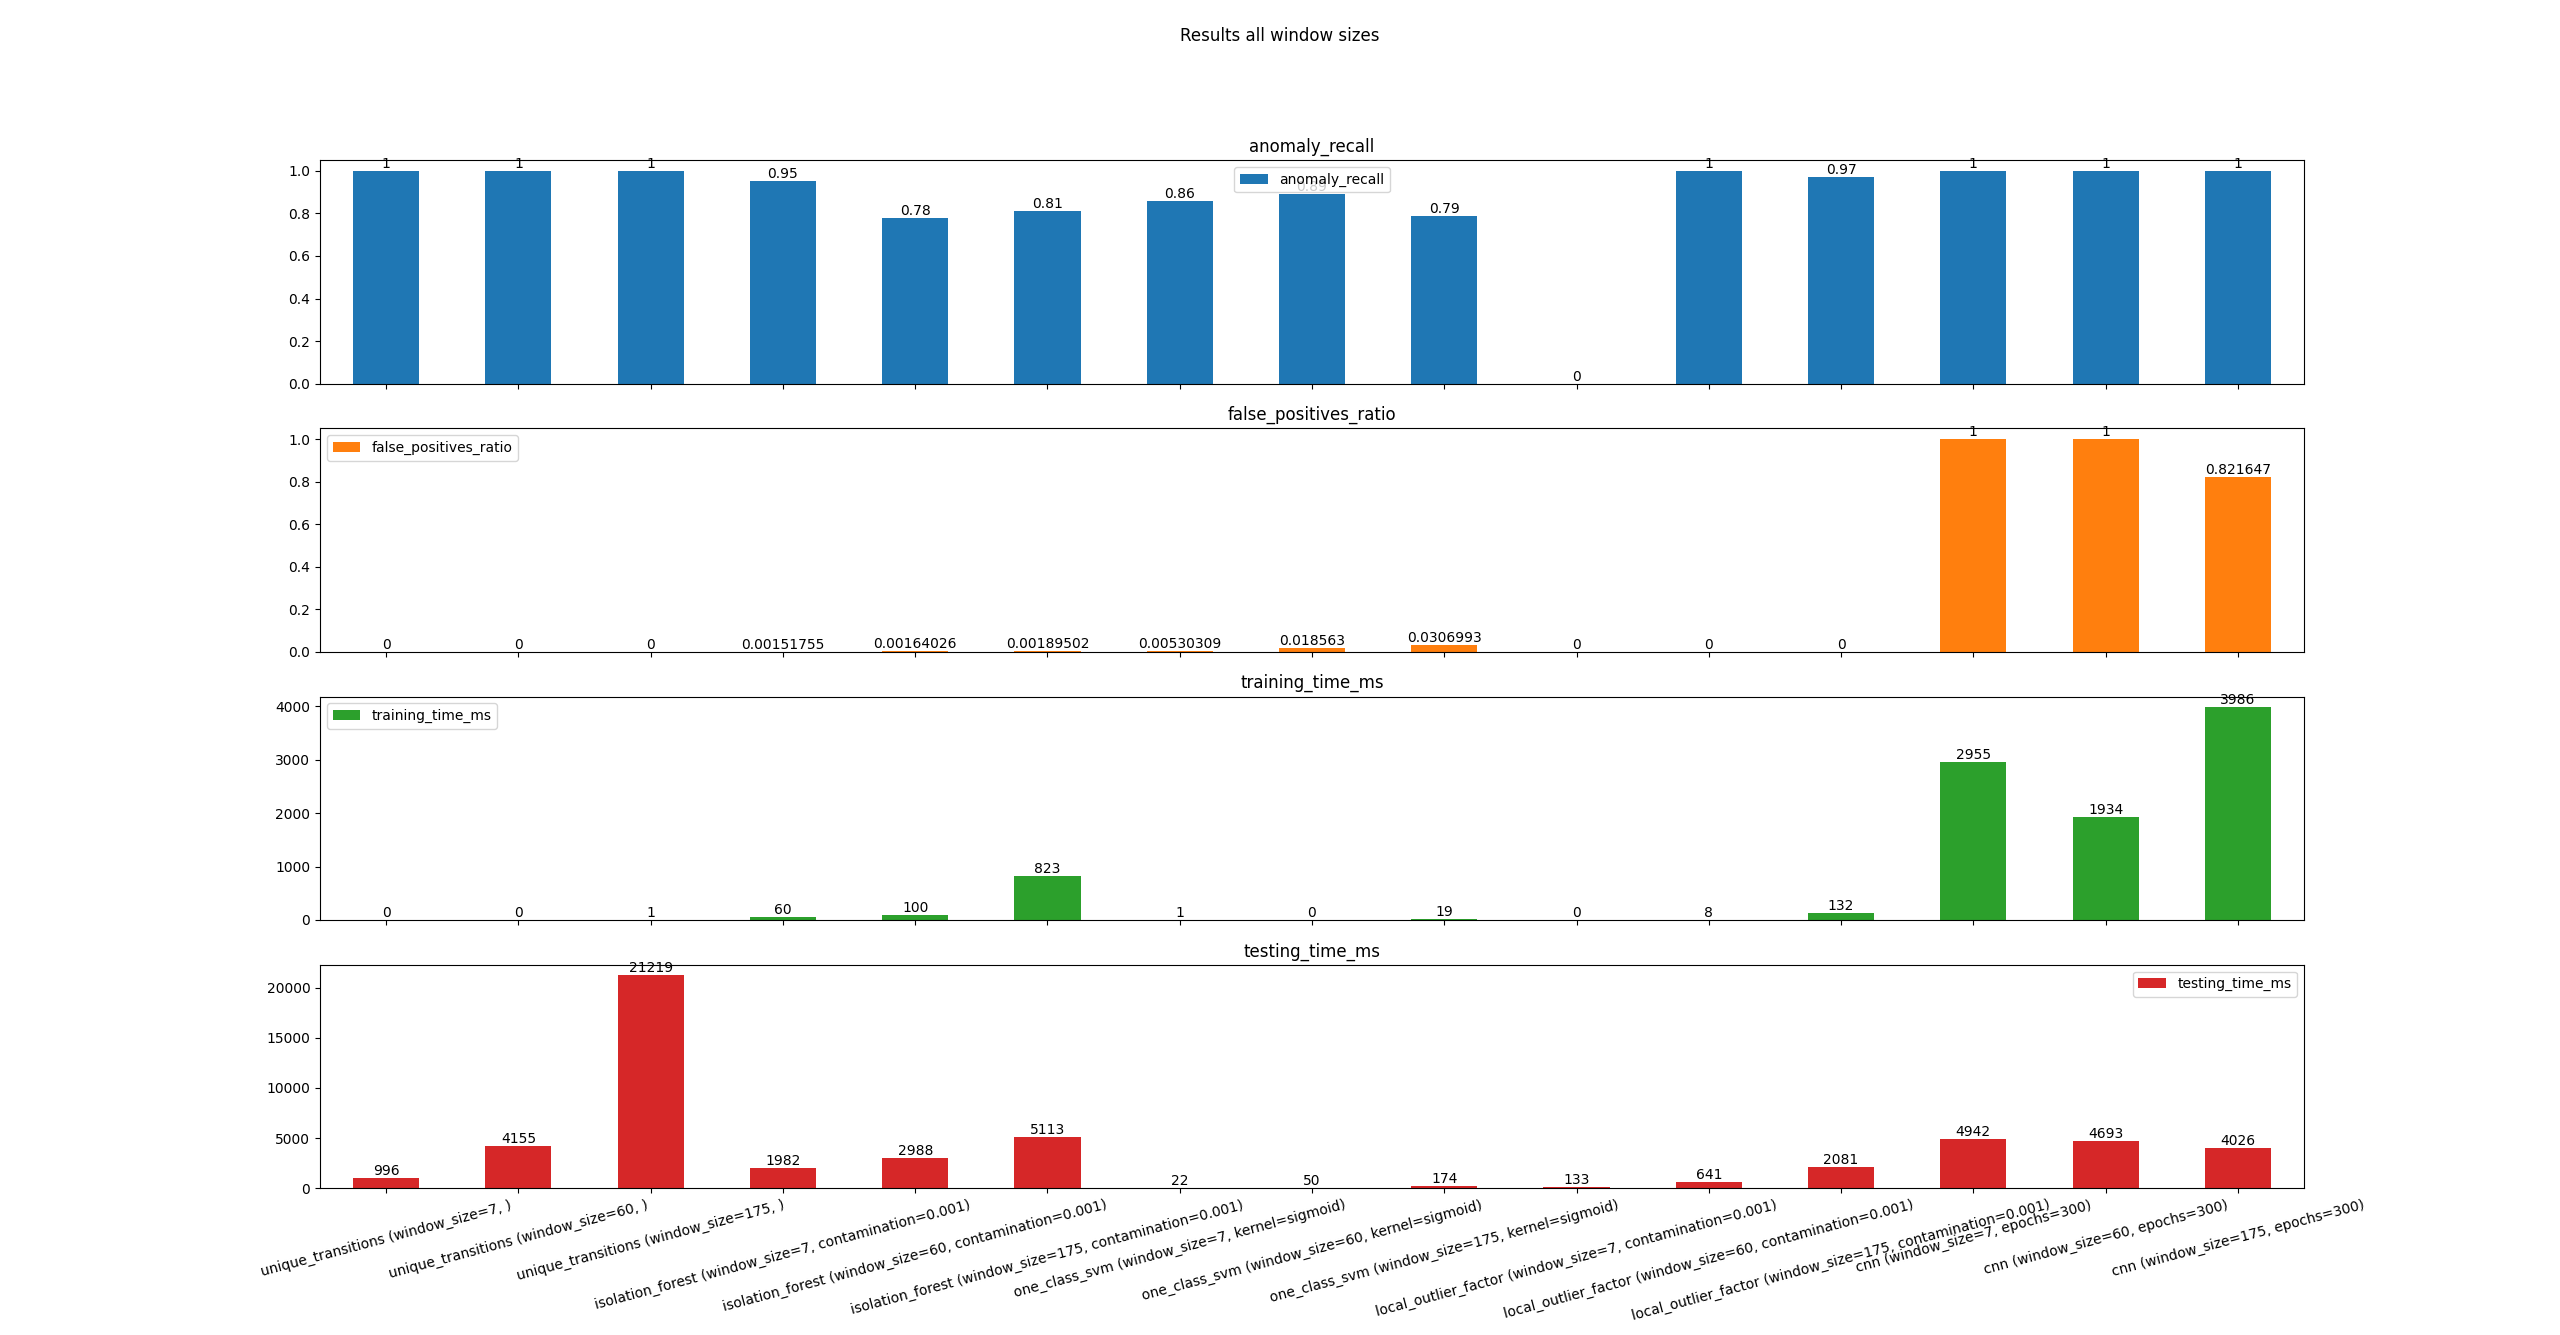 Results all window sizes
anomaly_recall
1 1 1 0.95 0.78 0.81 0.86 0.89 0.79 0 1 0.97 1 1 1
anomaly_recall
1.0
0.8
0.6
0.4
0.2
0.0
false_positives_ratio
false_positives_ratio
1.0
0.8
0.6
0.4
0.2
0.0
0 0 0 0.00151755 0.00164026 0.00189502 0.00530309 0.018563 0.0306993 0 0 0 1 1 0.821647
training_time_ms
training_time_ms
4000
3000
2000
1000
0
0 0 1 60 100 823 1 0 19 0 8 132 2955 1934 3986
testing_time_ms
testing_time_ms
20000
15000
10000
5000
0
996 4155 21219 1982 2988 5113 22 50 174 133 641 2081 4942 4693 4026
unique_transitions (window_size=7, )
unique_transitions (window_size=60, )
unique_transitions (window_size=175, )
isolation_forest (window_size=7, contamination=0.001)
isolation_forest (window_size=60, contamination=0.001)
isolation_forest (window_size=175, contamination=0.001)
one_class_svm (window_size=7, kernel=sigmoid)
one_class_svm (window_size=60, kernel=sigmoid)
one_class_svm (window_size=175, kernel=sigmoid)
local_outlier_factor (window_size=7, contamination=0.001)
local_outlier_factor (window_size=60, contamination=0.001)
local_outlier_factor (window_size=175, contamination=0.001)
cnn (window_size=7, epochs=300)
cnn (window_size=60, epochs=300)
cnn (window_size=175, epochs=300)